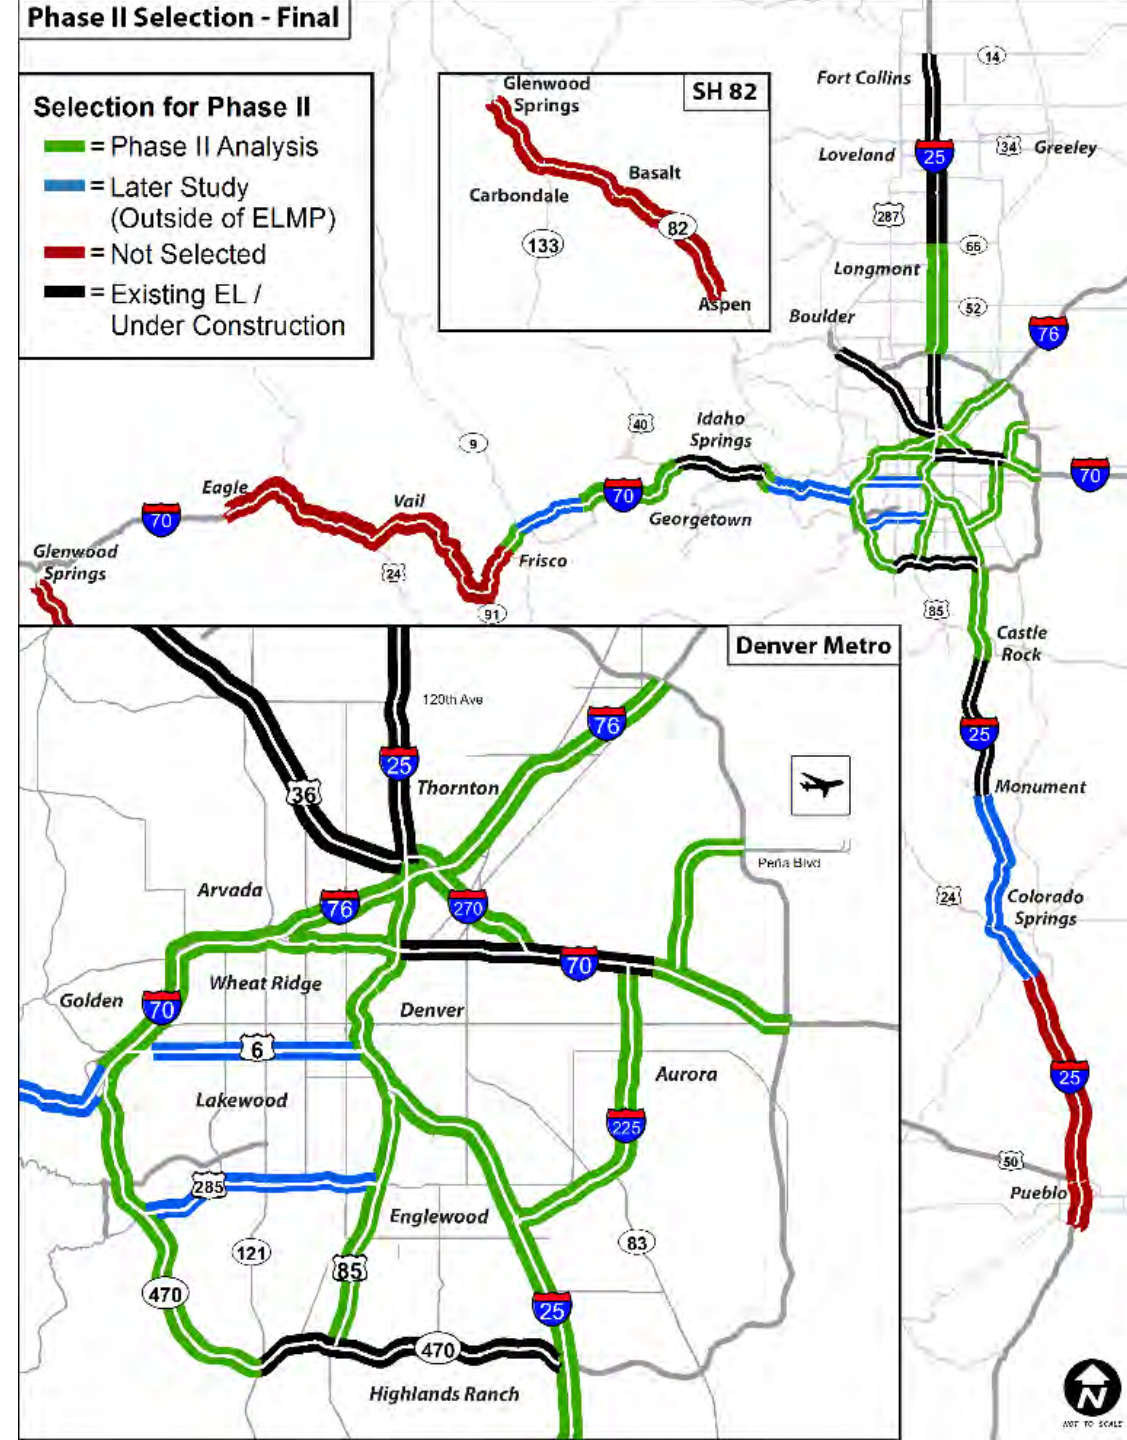 Phase II Selection - Final
Selection for Phase II
= Phase II Analysis
= Later Study
(Outside of ELMP)
= Not Selected
= Existing EL /
Under Construction
SH 82
Glenwood
Springs
Basalt
Carbondale
82
133
Aspen
14
Fort Collins
Loveland
25
34
Greeley
287
66
Longmont
52
Boulder
76
Idaho
Springs
40
9
70
Eagle
Vail
70
70
Georgetown
Glenwood
Springs
Frisco
24
91
85
Castle
Rock
25
Monument
24
Colorado
Springs
25
50
Pueblo
NOT TO SCALE
Denver Metro
120th Ave
76
25
Thornton
36
Peña Blvd
Arvada
76
270
70
Wheat Ridge
Golden
70
Denver
6
Aurora
Lakewood
225
285
Englewood
121
83
85
470
25
470
Highlands Ranch
N